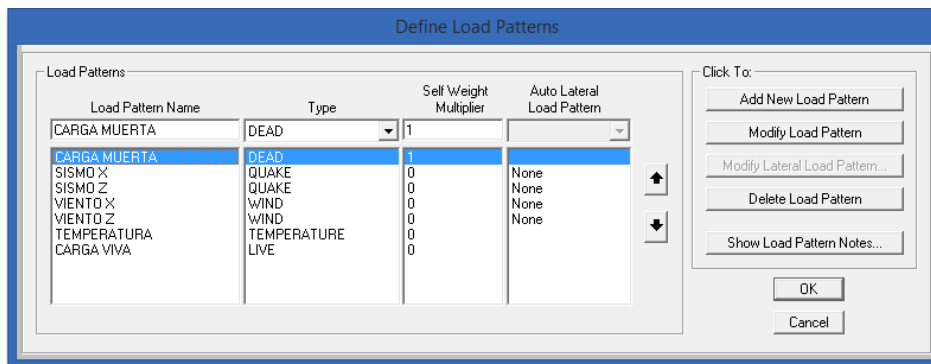 Define Load Patterns
Load Patterns
Load Pattern Name Type Self Weight Multiplier Auto Lateral Load Pattern
CARGA MUERTA DEAD 1
CARGA MUERTA DEAD 1
SISMO X QUAKE 0 None
SISMO Z QUAKE 0 None
VIENTO X WIND 0 None
VIENTO Z WIND 0 None
TEMPERATURA TEMPERATURE 0
CARGA VIVA LIVE 0
Click To:
Add New Load Pattern
Modify Load Pattern
Modify Lateral Load Pattern...
Delete Load Pattern
Show Load Pattern Notes...
OK
Cancel